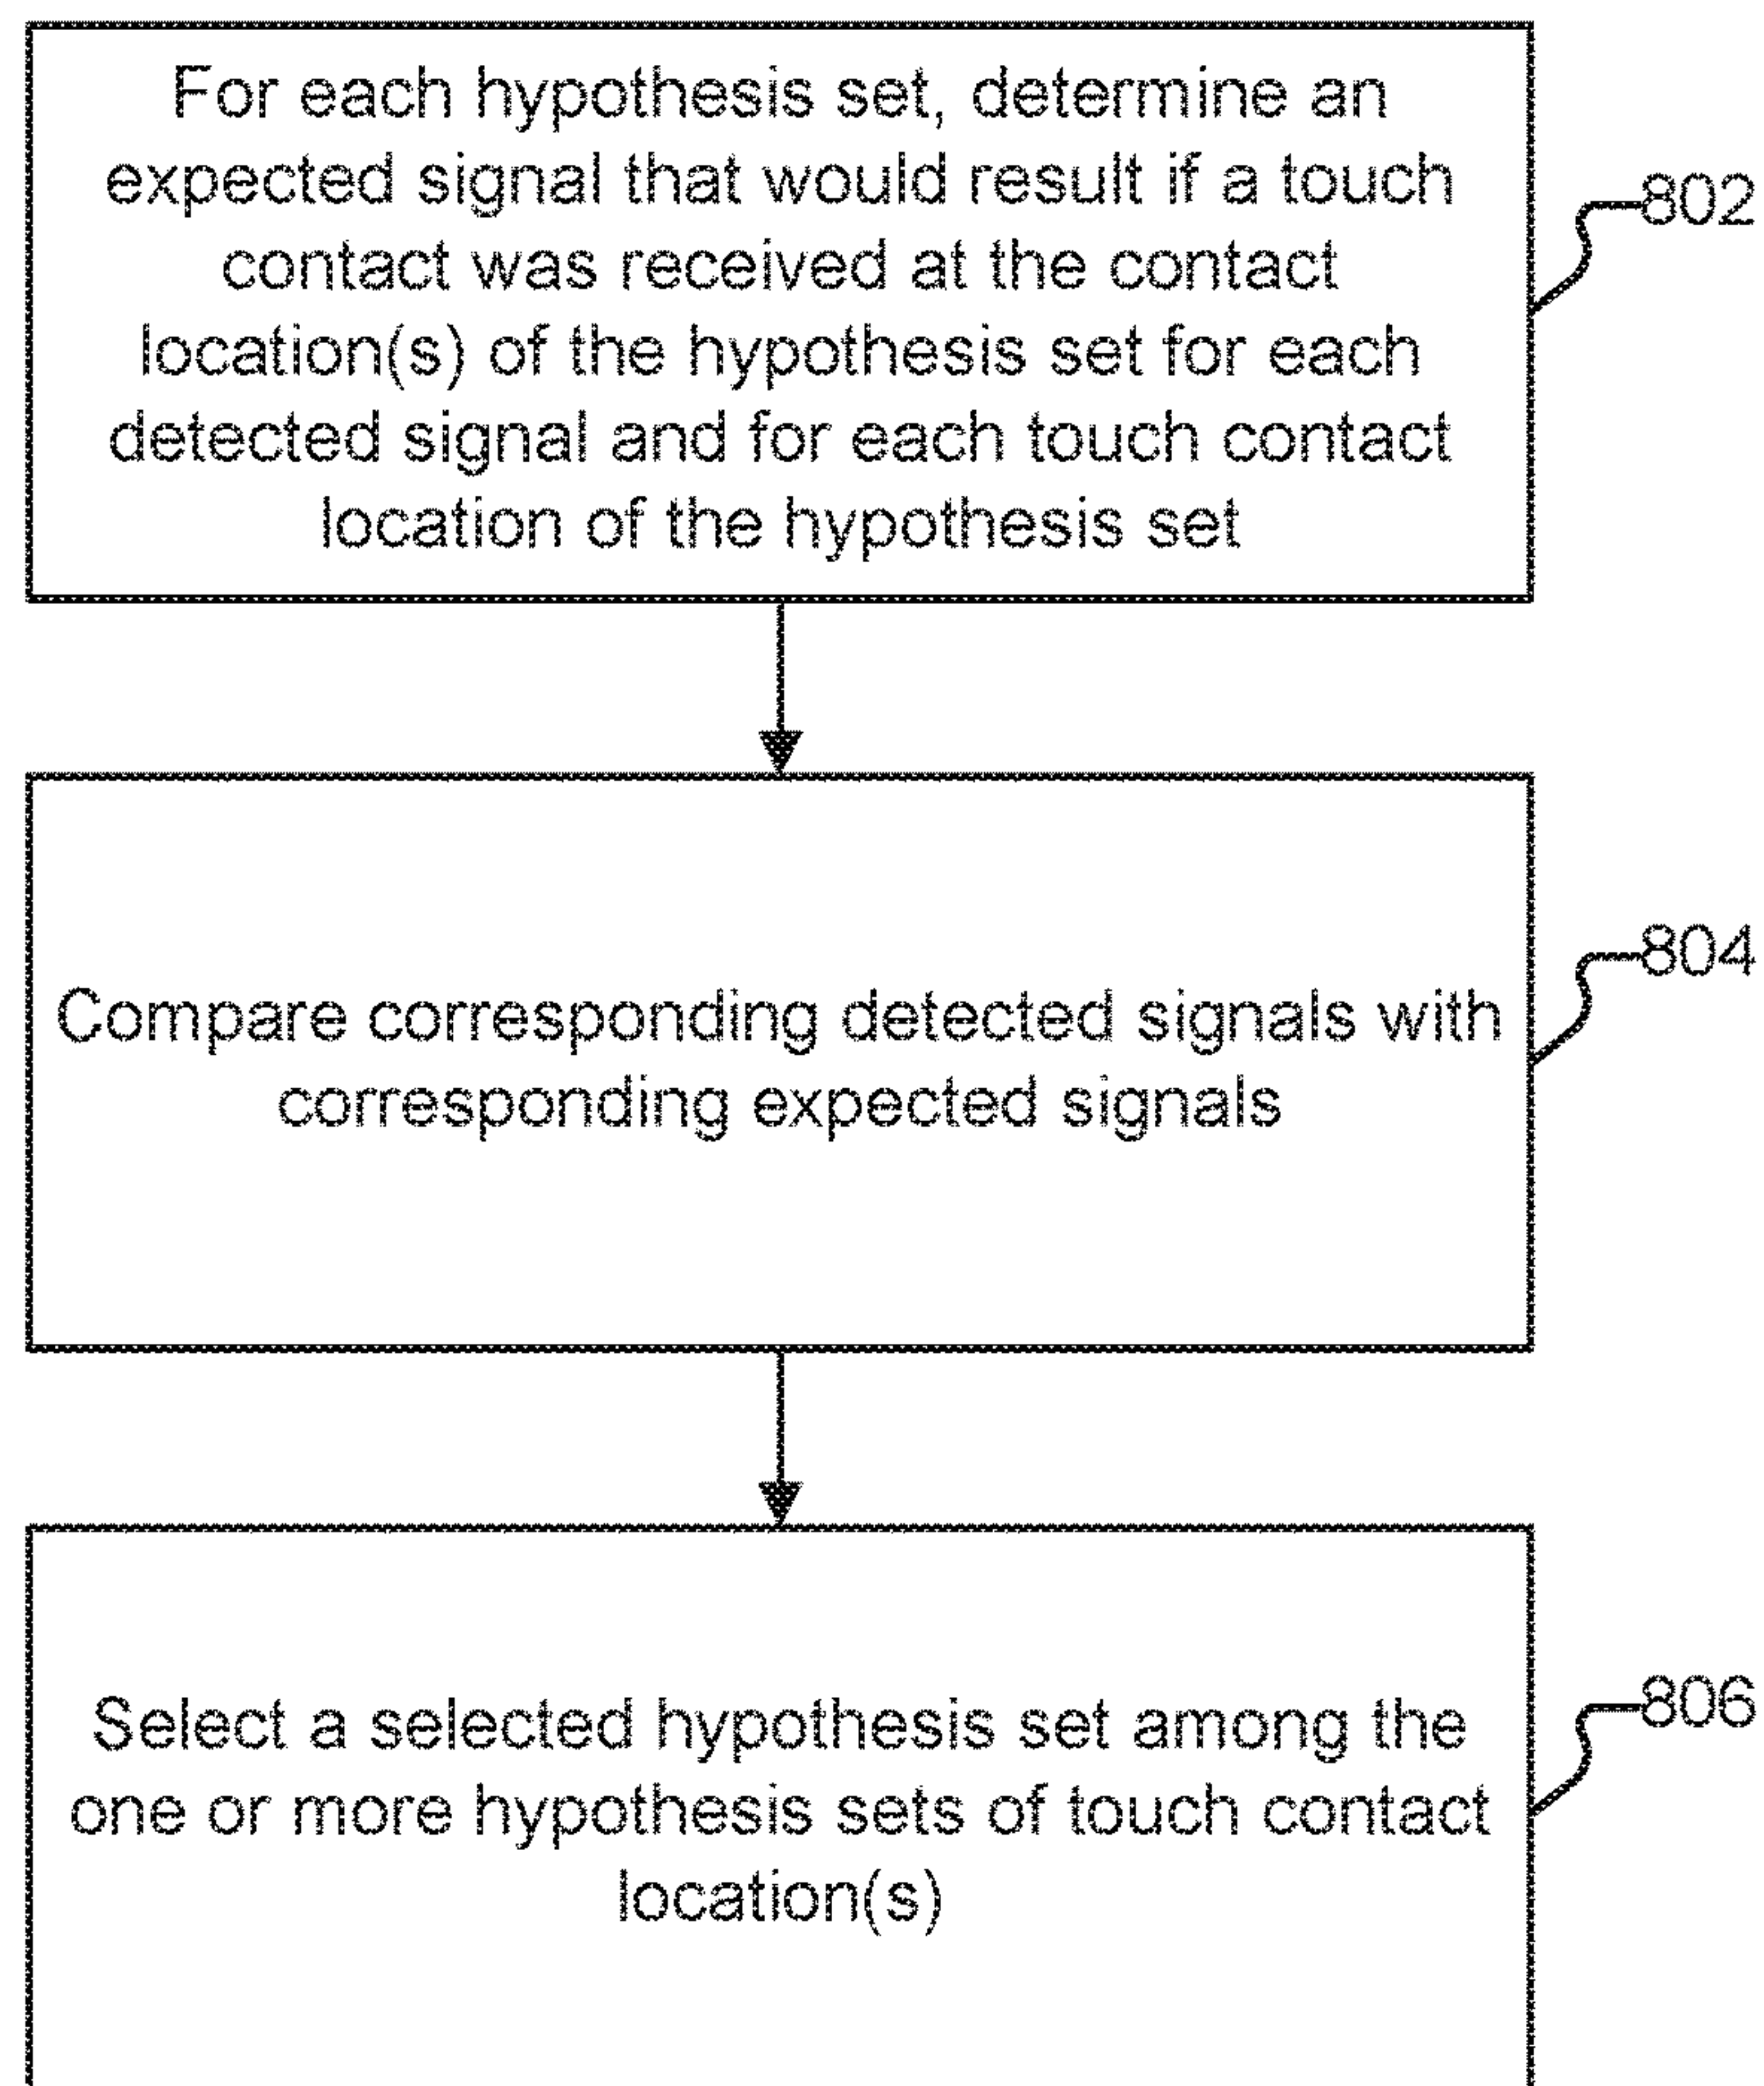 For each hypothesis set, determine an
expected signal that would result if a touch
contact was received at the contact
location(s) of the hypothesis set for each
detected signal and for each touch contact
location of the hypothesis set
802
Compare corresponding detected signals with
corresponding expected signals
804
Select a selected hypothesis set among the
one or more hypothesis sets of touch contact
location(s)
806